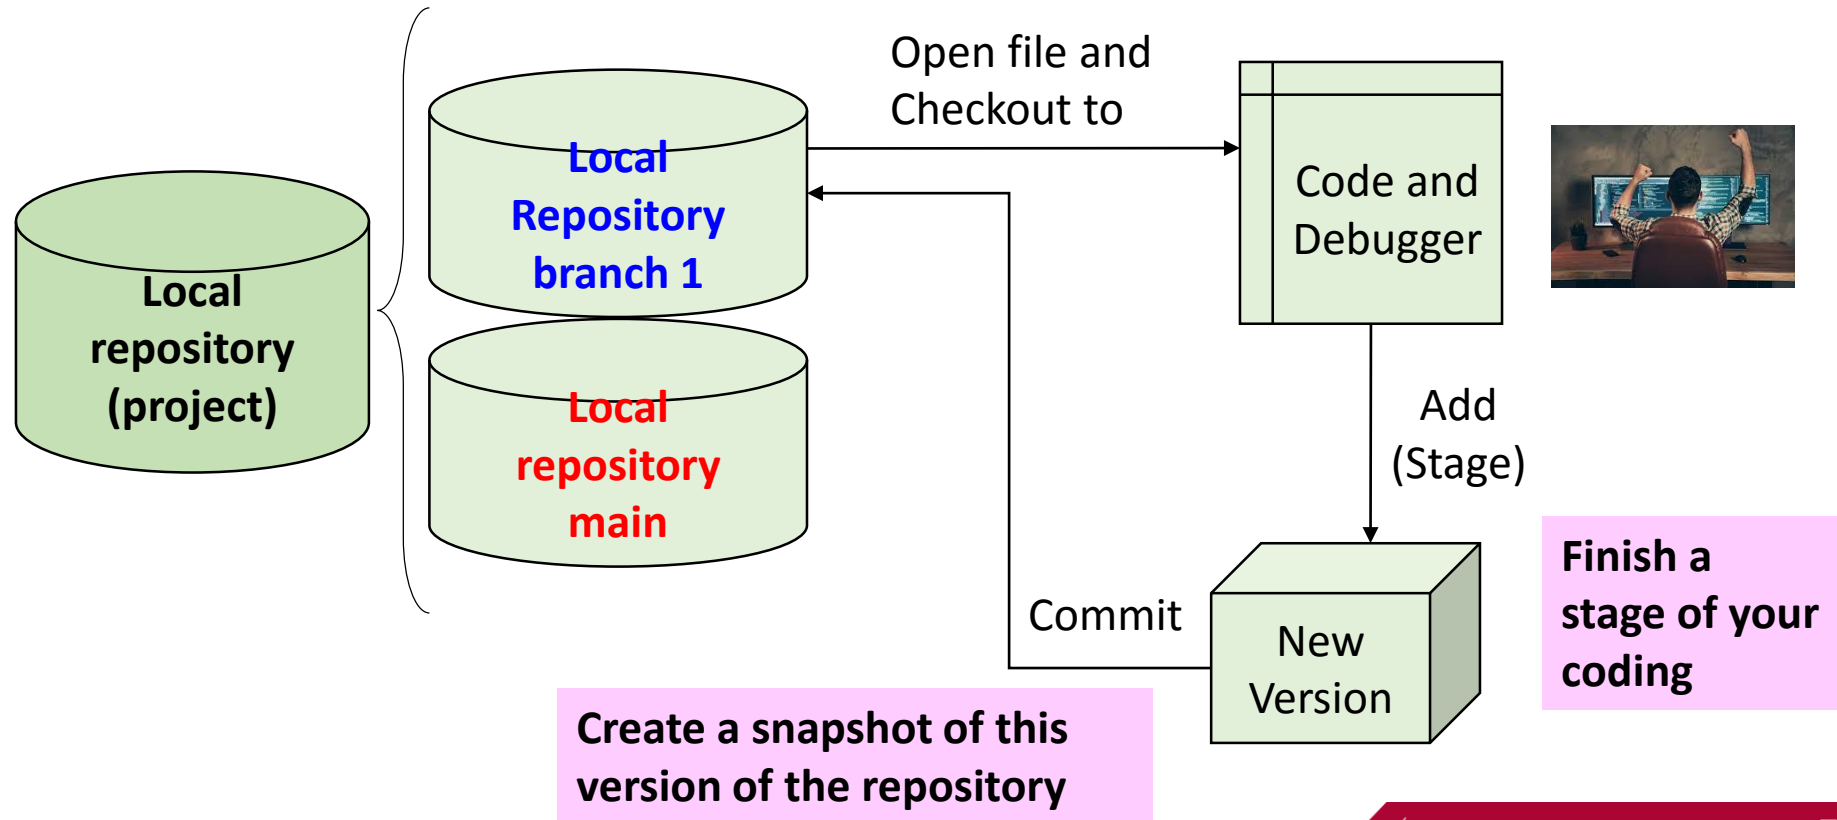 Local
repository
(project)
Local
Repository
branch 1
Local
repository
main
Open file and
Checkout to
Code and
Debugger
Add
(Stage)
Finish a
stage of your
coding
New
Version
Commit
Create a snapshot of this
version of the repository